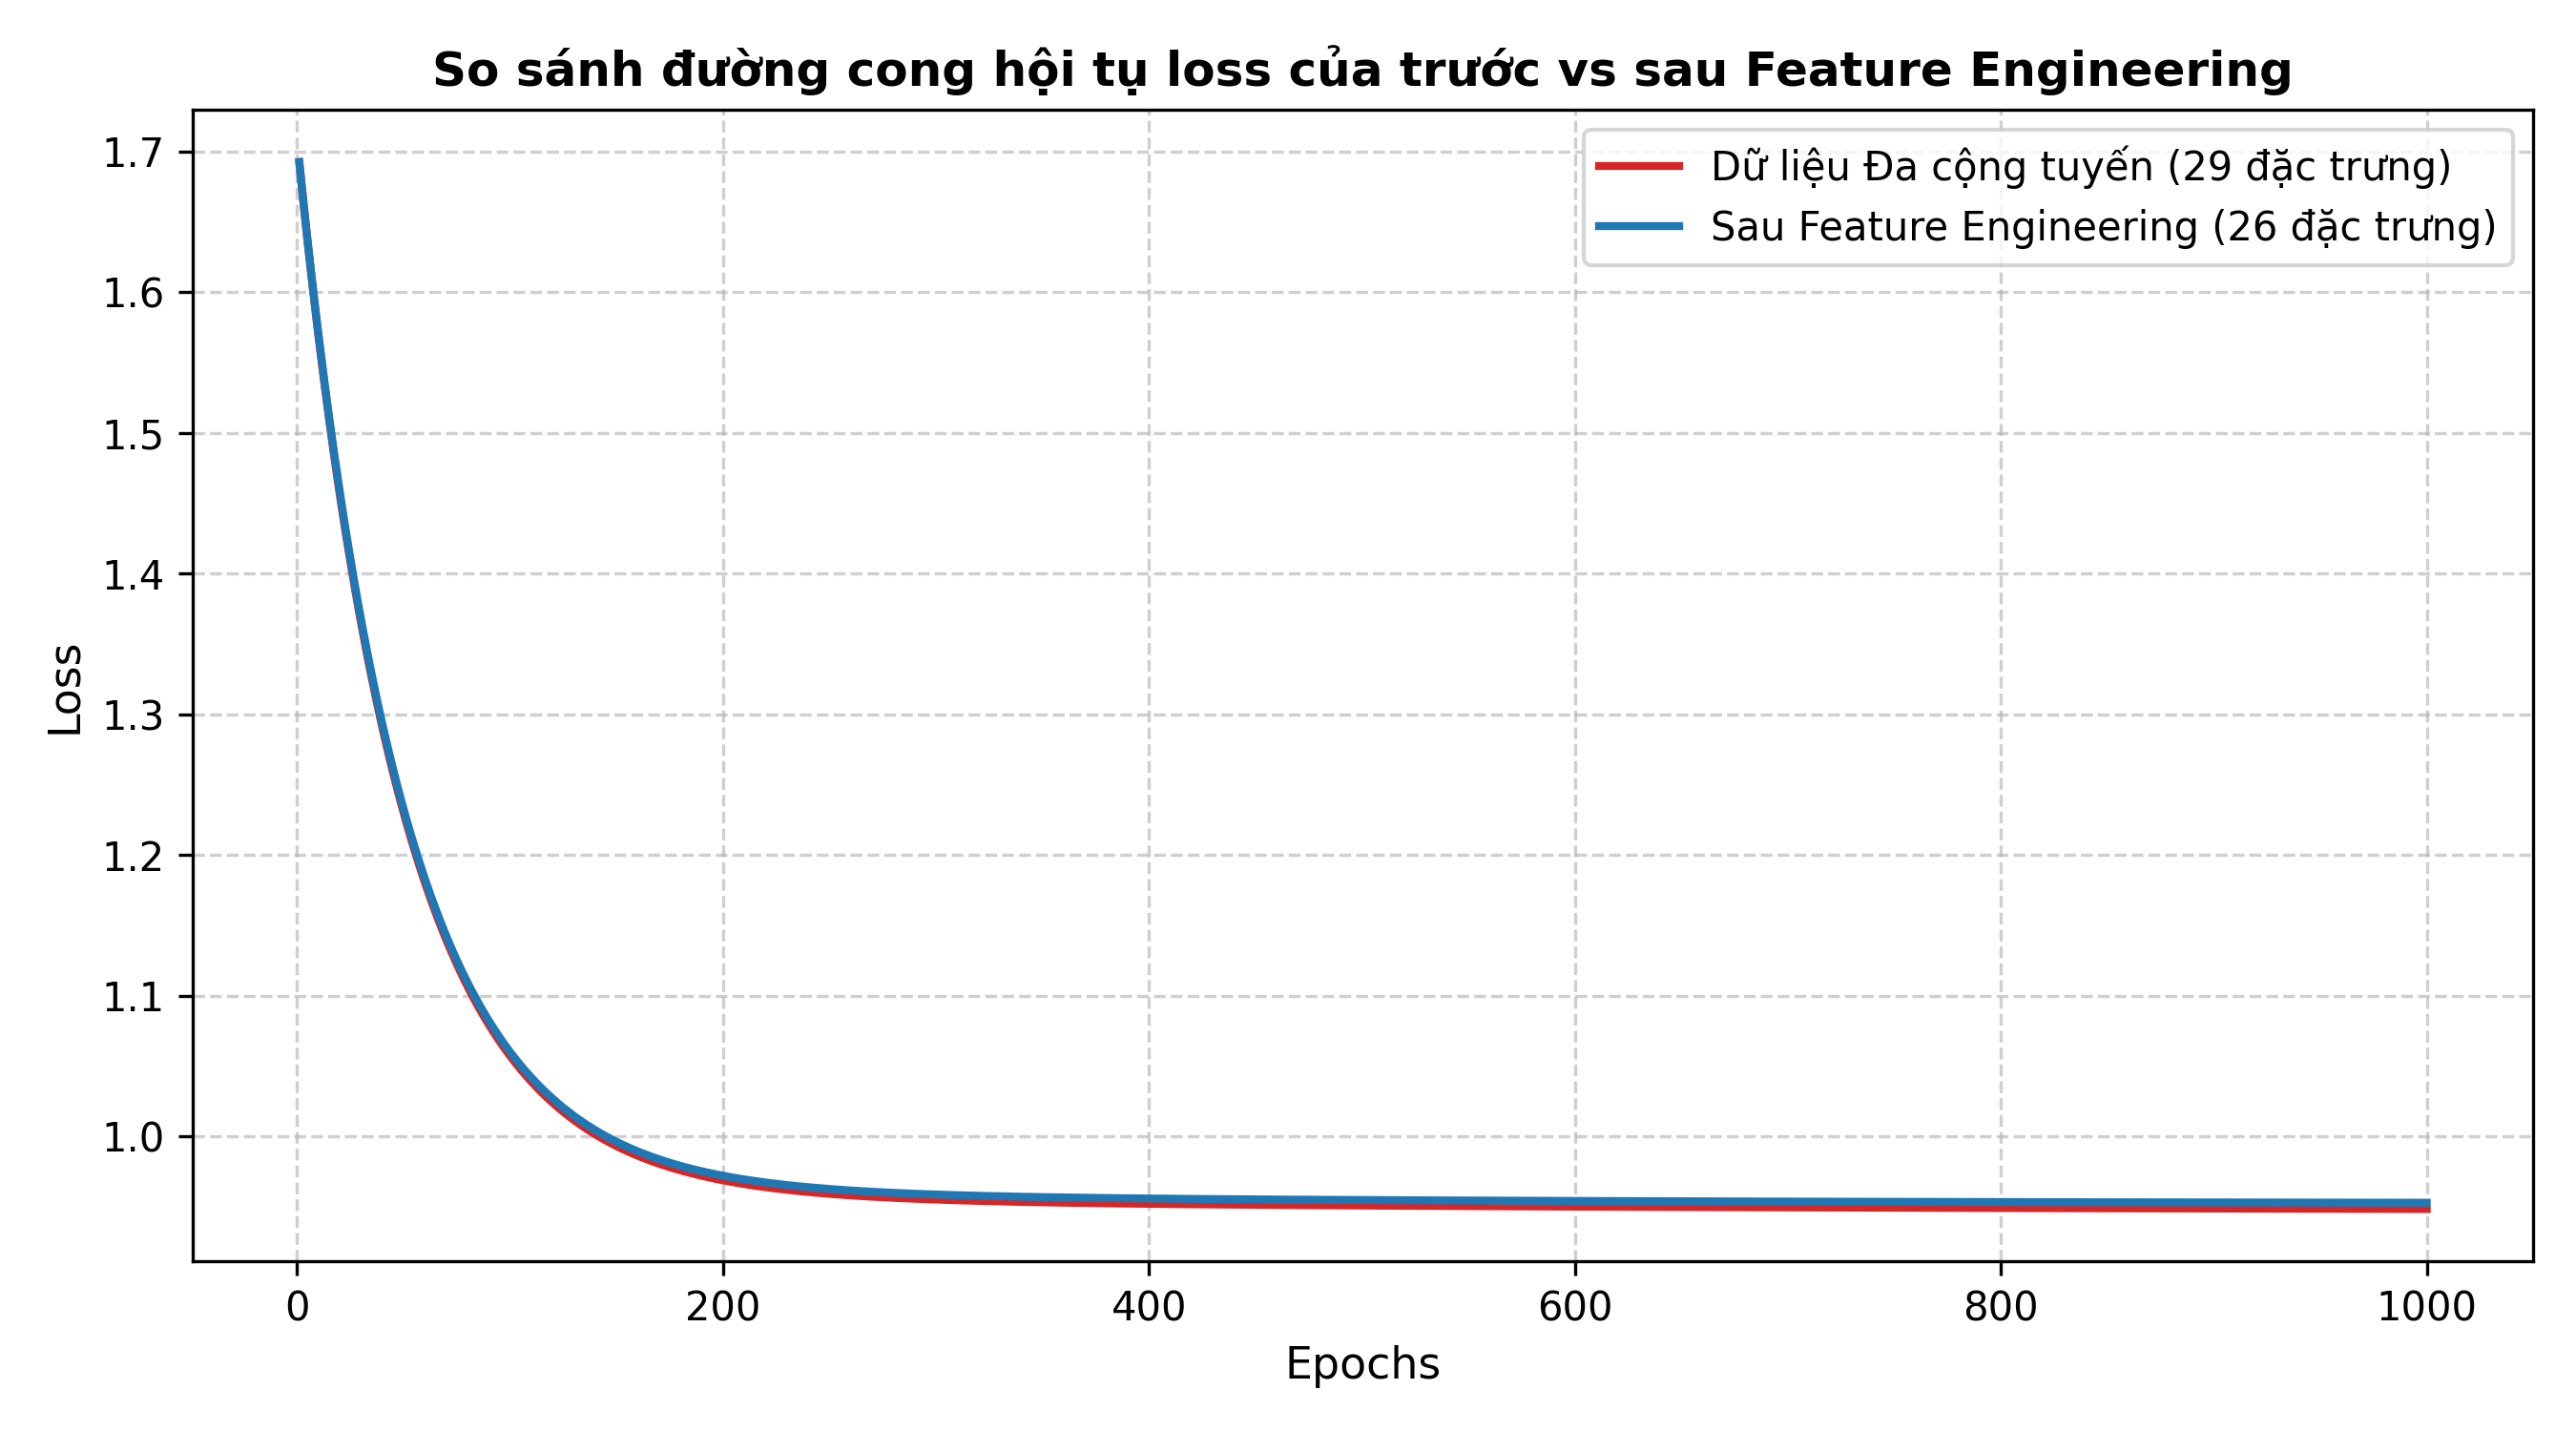 So sánh đường cong hội tụ loss của trước vs sau Feature Engineering
Dữ liệu Đa cộng tuyến (29 đặc trưng)
Sau Feature Engineering (26 đặc trưng)
Loss
1.7
1.6
1.5
1.4
1.3
1.2
1.1
1.0
0 200 400 600 800 1000
Epochs